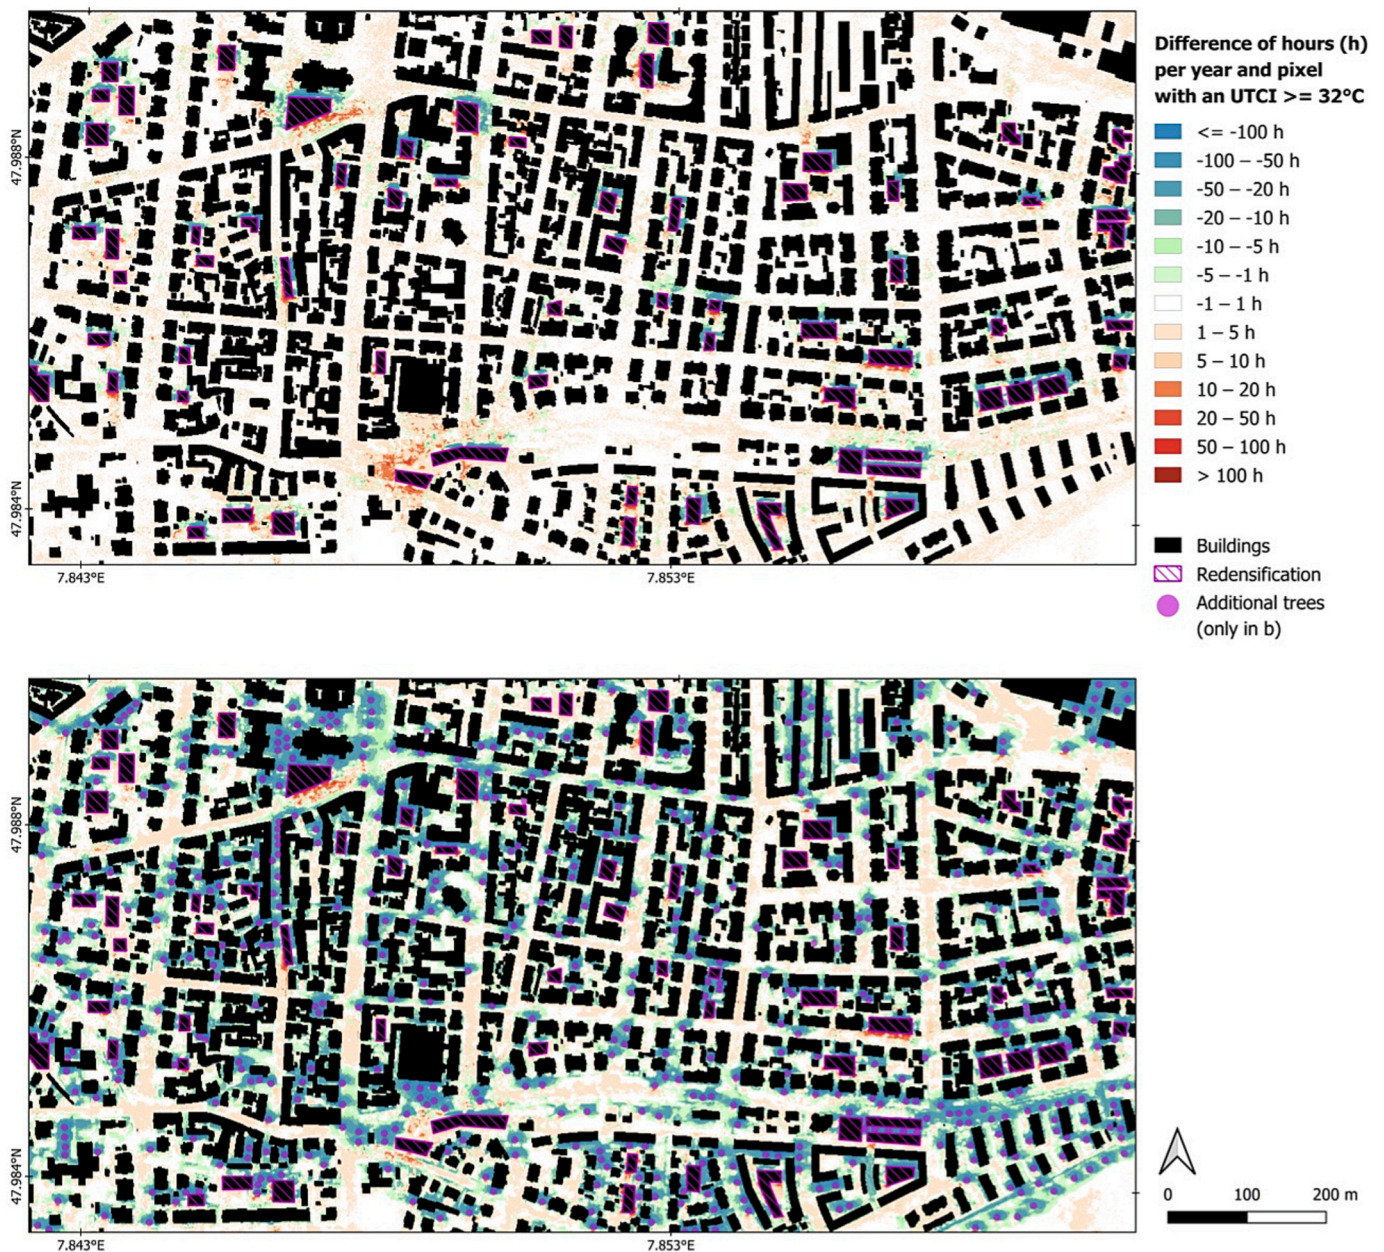 Difference of hours (h)
per year and pixel
with an UTCI >= 32°C
<= -100 h
-100 – -50 h
-50 – -20 h
-20 – -10 h
-10 – -5 h
-5 – -1 h
-1 – 1 h
1 – 5 h
5 – 10 h
10 – 20 h
20 – 50 h
50 – 100 h
> 100 h
Buildings
Redensification
Additional trees
(only in b)
47.988°N
47.984°N
7.843°E
7.853°E
47.988°N
47.984°N
7.843°E
7.853°E
0 100 200 m